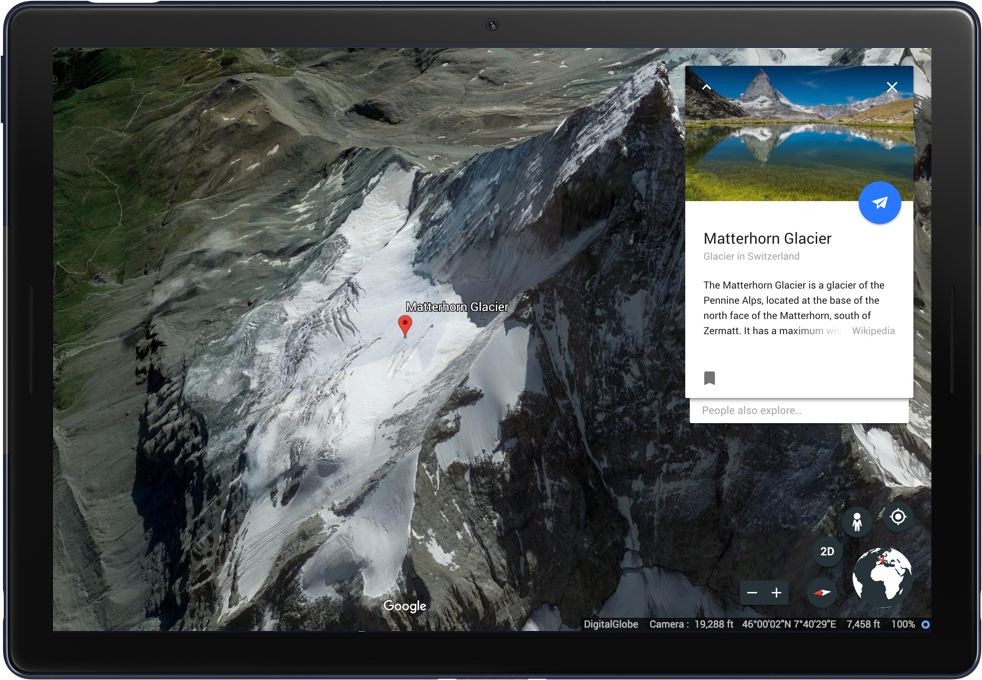 Matterhorn Glacier
Matterhorn Glacier
Glacier in Switzerland
The Matterhorn Glacier is a glacier of the
Pennine Alps, located at the base of the
north face of the Matterhorn, south of
Zermatt. It has a maximum Wikipedia
People also explore...
2D
Google
DigitalGlobe Camera : 19,288 ft 46°00'02"N 7°40'29"E 7,458 ft 100%